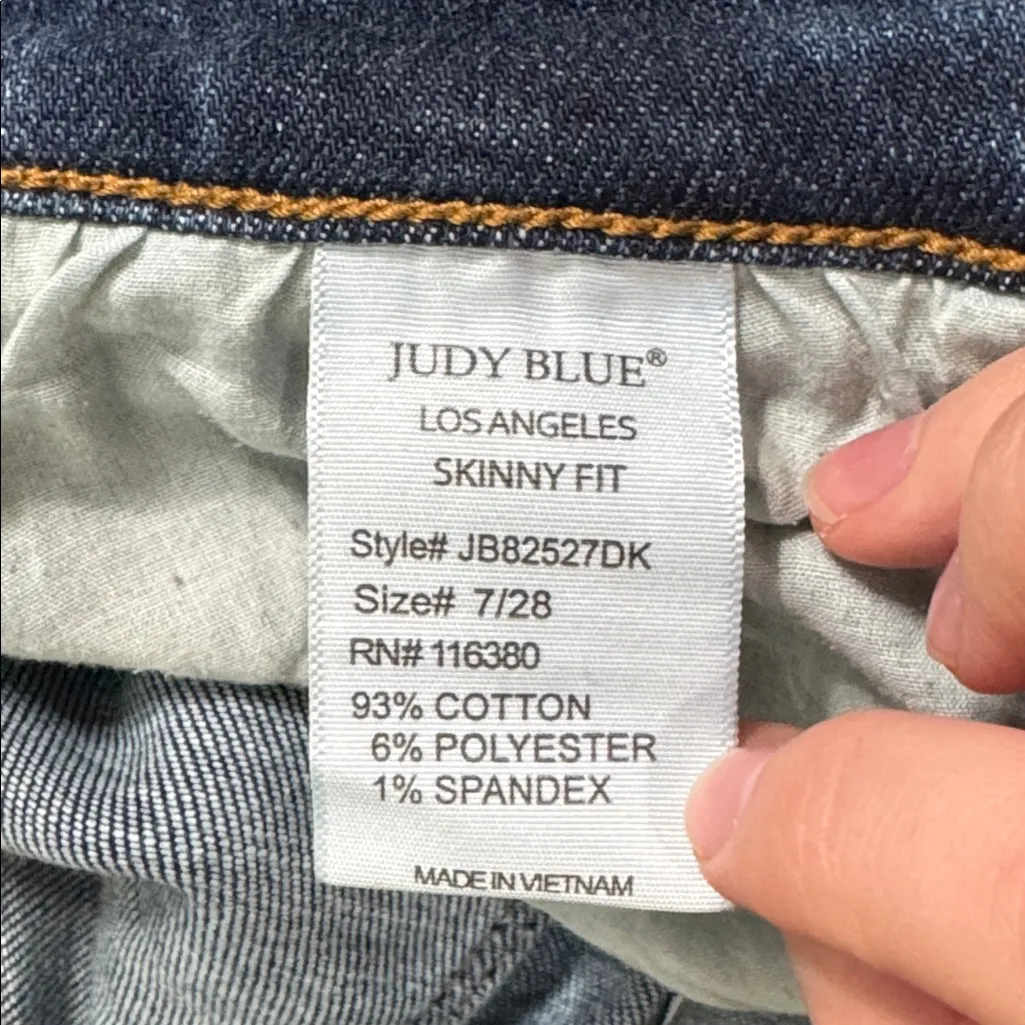 JUDY BLUE®
LOS ANGELES
SKINNY FIT
Style# JB82527DK
Size# 7/28
RN# 116380
93% COTTON
6% POLYESTER
1% SPANDEX
MADE IN VIETNAM